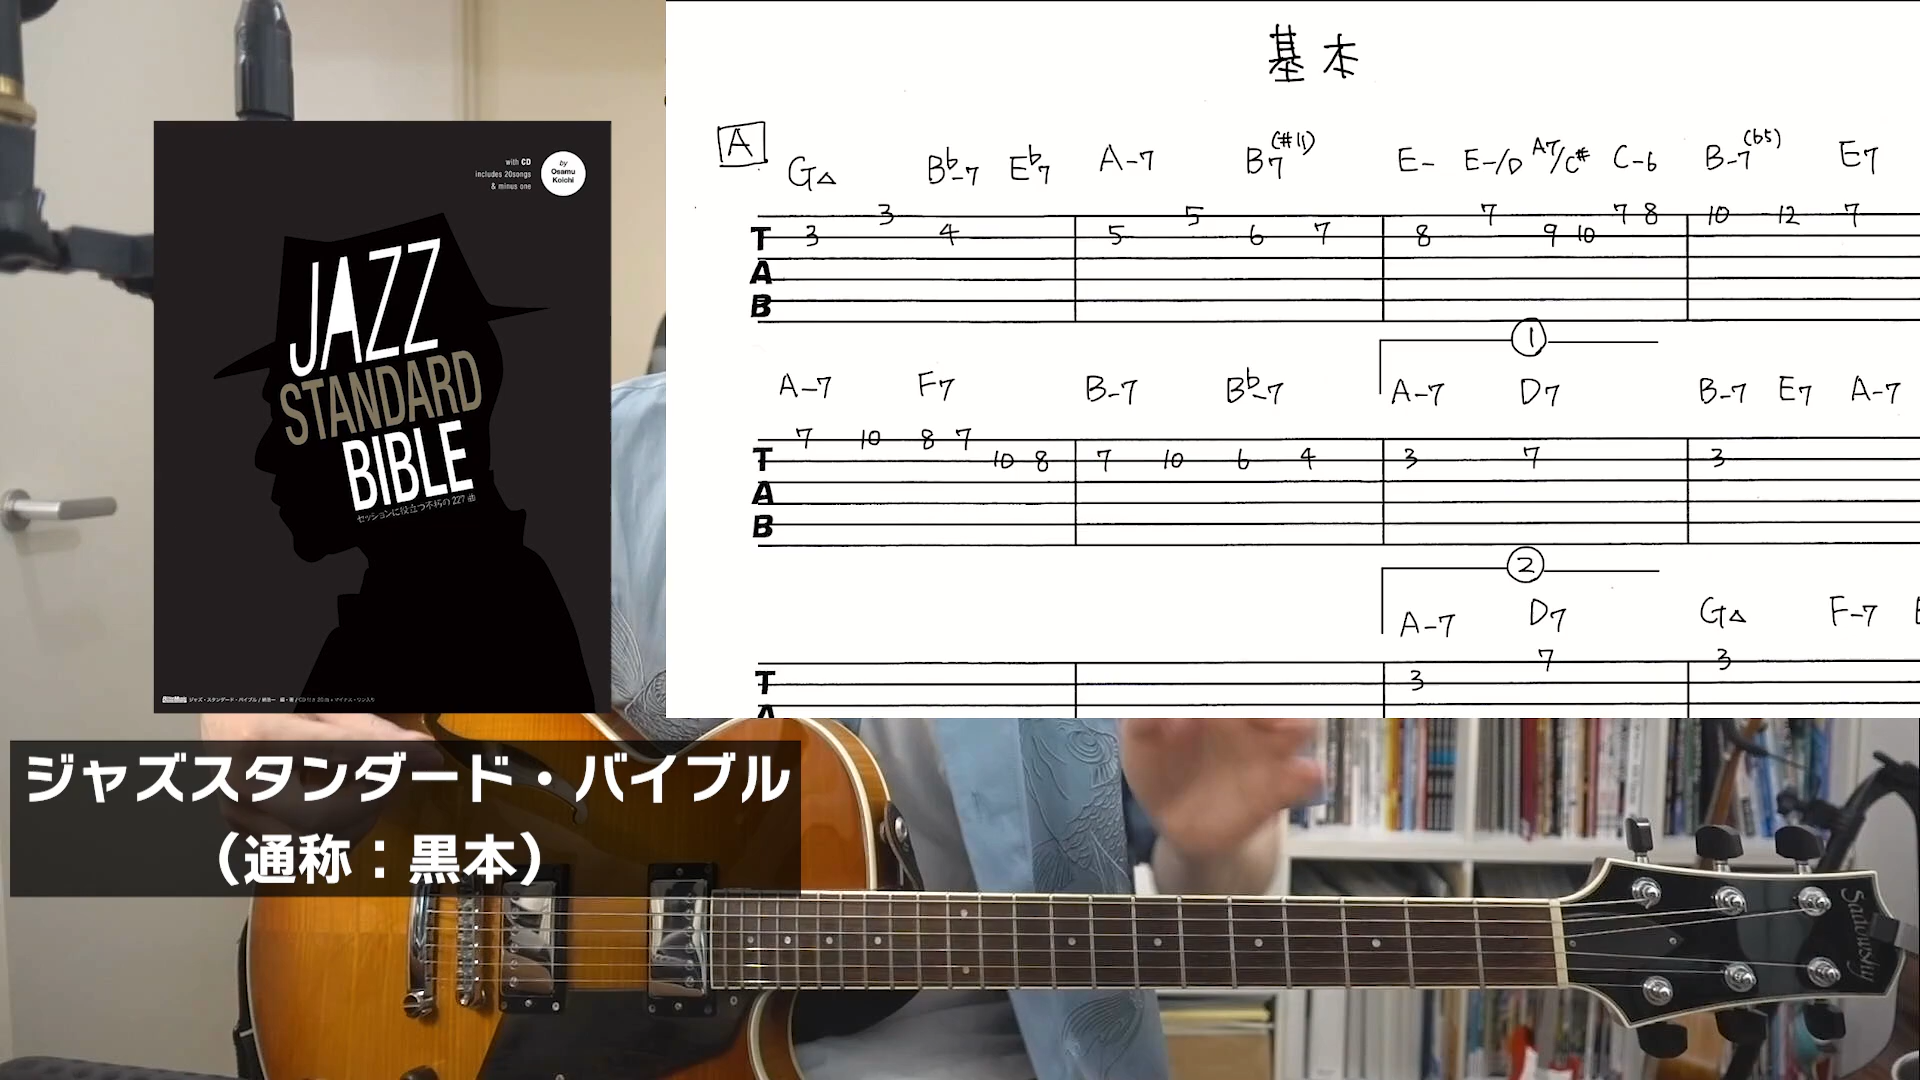 with CD
includes 20songs
& minus one
by
Osamu
Koichi
JAZZ
STANDARD
BIBLE
セッションに役立つ不朽の227曲
ジャズスタンダード・バイブル
（通称：黒本）
基本
A
G△ B♭-7 E♭7 A-7 B7(#11) E- E-/D A7/C# C-6 B-7(b5) E7
3 5 7 7 8 10 12 7
3 4 5 6 7 8 9 10
T
A
B
1
A-7 F7 B-7 B♭-7 A-7 D7 B-7 E7 A-7
7 10 8 7
10 8 7 10 6 4 3 7 3
T
A
B
2
A-7 D7 G△ F-7
7 3
3
T
A
Sadowsky